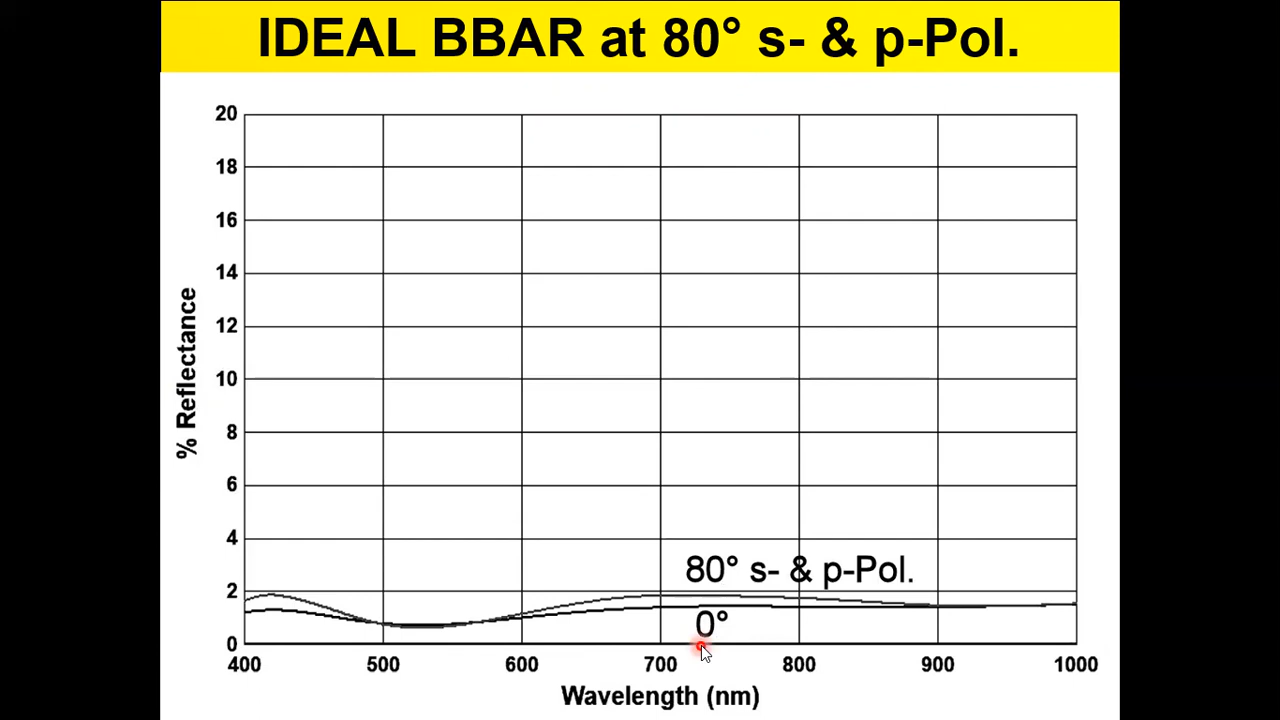 IDEAL BBAR at 80° s- & p-Pol.
20
18
16
14
12
10
8
6
4
2
0
% Reflectance
80° s- & p-Pol.
0°
400 500 600 700 800 900 1000
Wavelength (nm)